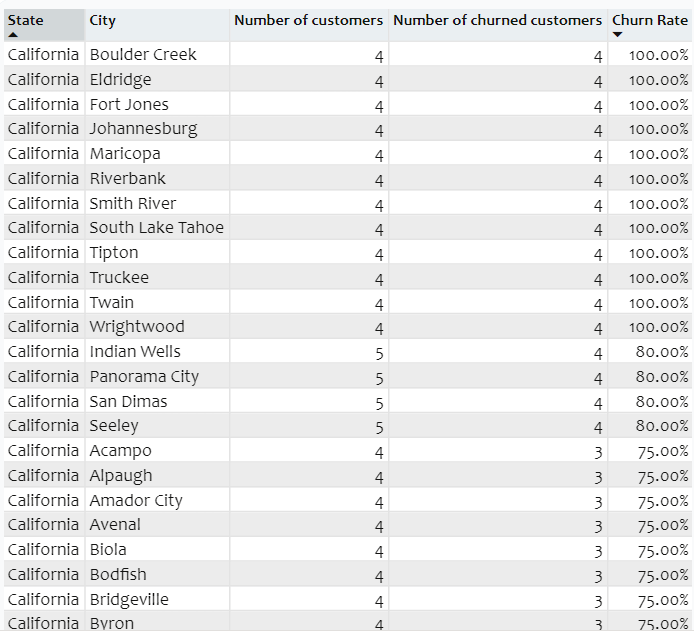 State City Number of customers Number of churned customers Churn Rate
California Boulder Creek 4 4 100.00%
California Eldridge 4 4 100.00%
California Fort Jones 4 4 100.00%
California Johannesburg 4 4 100.00%
California Maricopa 4 4 100.00%
California Riverbank 4 4 100.00%
California Smith River 4 4 100.00%
California South Lake Tahoe 4 4 100.00%
California Tipton 4 4 100.00%
California Truckee 4 4 100.00%
California Twain 4 4 100.00%
California Wrightwood 4 4 100.00%
California Indian Wells 5 4 80.00%
California Panorama City 5 4 80.00%
California San Dimas 5 4 80.00%
California Seeley 5 4 80.00%
California Acampo 4 3 75.00%
California Alpaugh 4 3 75.00%
California Amador City 4 3 75.00%
California Avenal 4 3 75.00%
California Biola 4 3 75.00%
California Bodfish 4 3 75.00%
California Bridgeville 4 3 75.00%
California Byron 4 3 75.00%